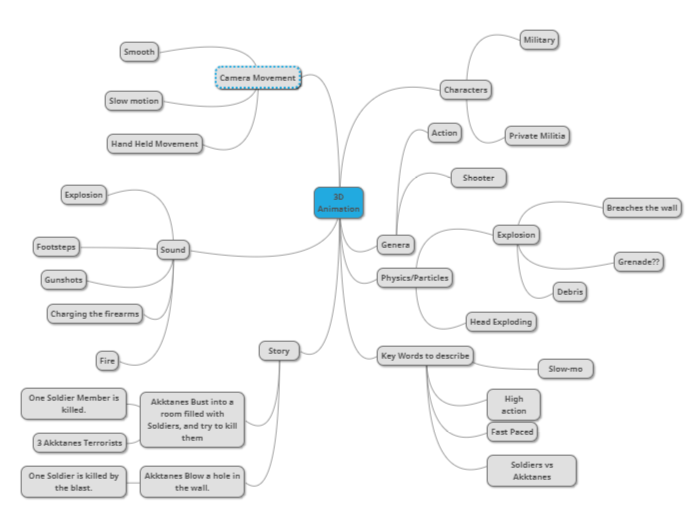 Military
Smooth
Camera Movement
Characters
Slow motion
Action
Private Militia
Hand Held Movement
Shooter
Explosion
3D
Animation
Breaches the wall
Explosion
Genera
Footsteps
Sound
Grenade??
Gunshots
Physics/Particles
Debris
Charging the firearms
Head Exploding
Story
Key Words to describe
Fire
Slow-mo
One Soldier Member is
killed.
Akktanes Bust into a
room filled with
Soldiers, and try to kill
them
High
action
3 Akktanes Terrorists
Fast Paced
Soldiers vs
Akktanes
One Soldier is killed by
the blast.
Akktanes Blow a hole in
the wall.